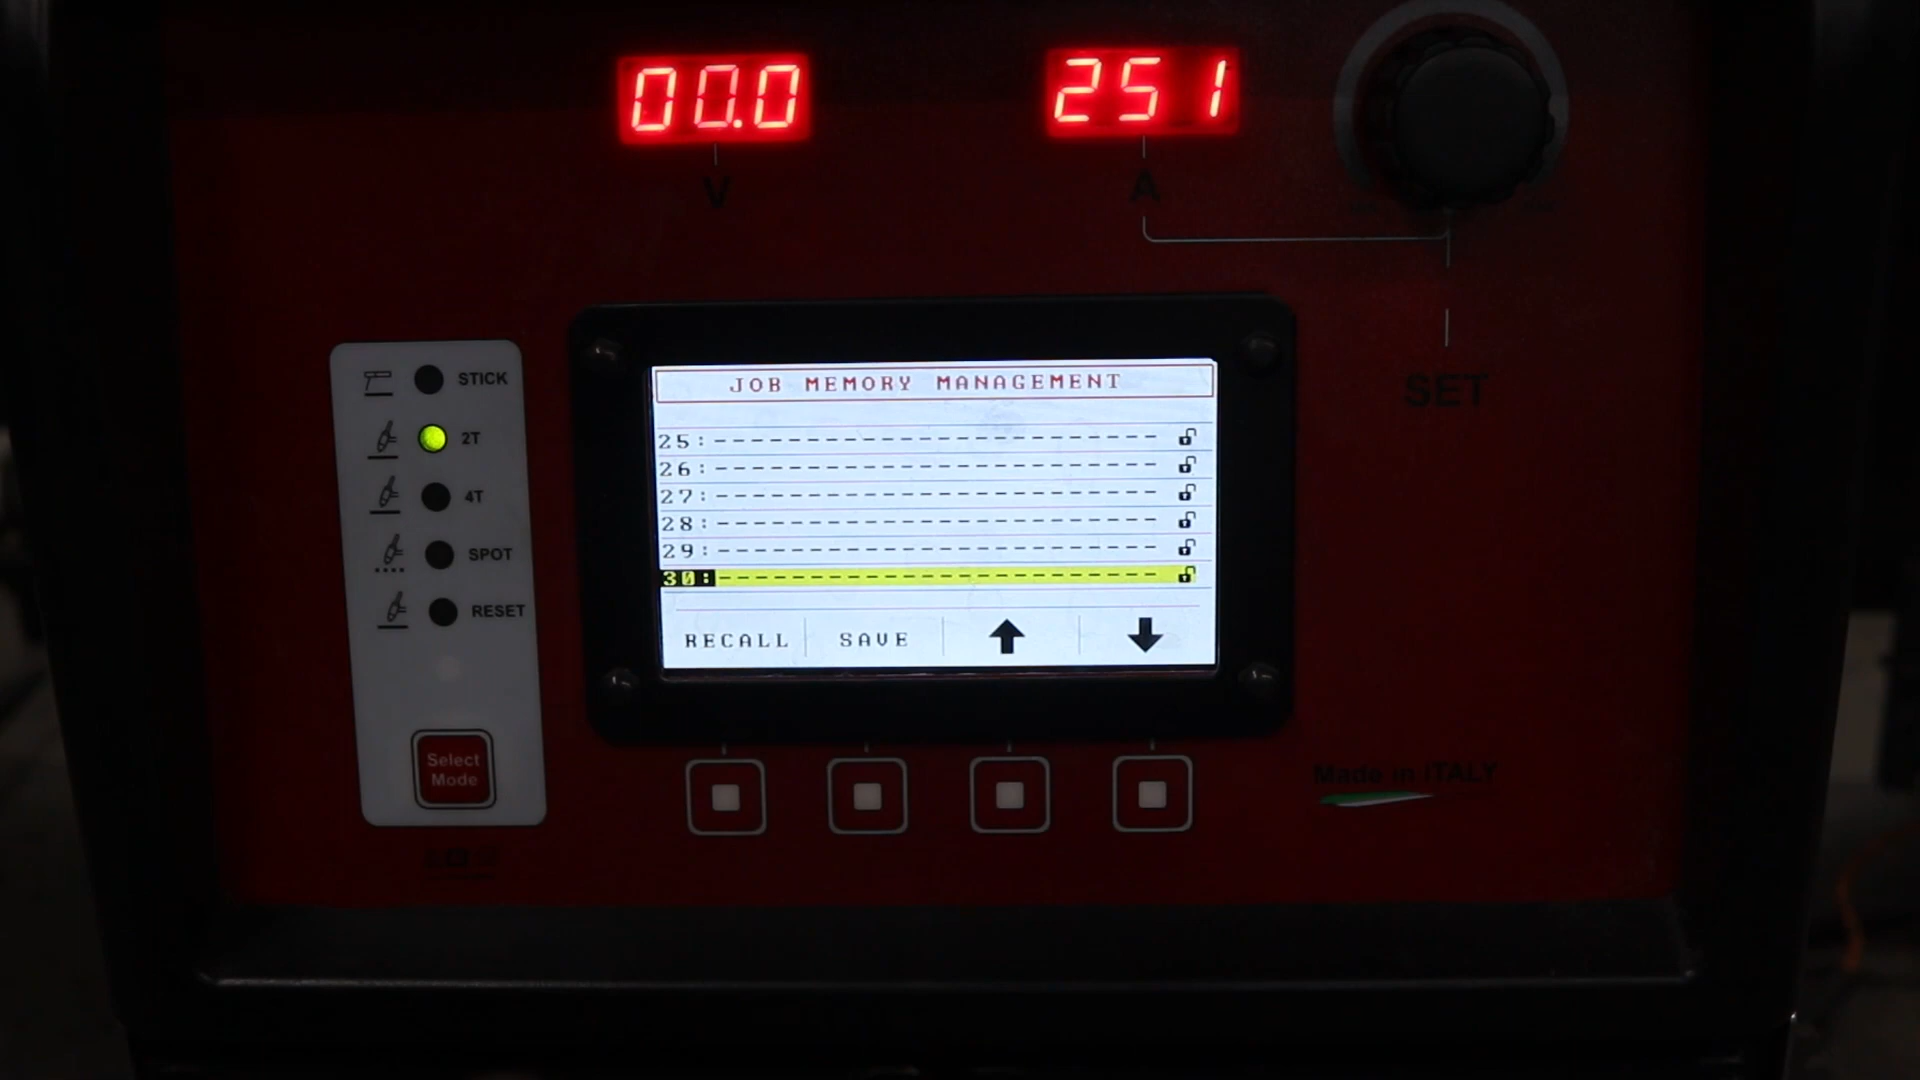 00.0
251
V
A
SET
STICK
2T
4T
SPOT
RESET
Select
Mode
JOB MEMORY MANAGEMENT
25:------------------------
26:------------------------
27:------------------------
28:------------------------
29:------------------------
30:------------------------
RECALL
SAVE
Made in ITALY